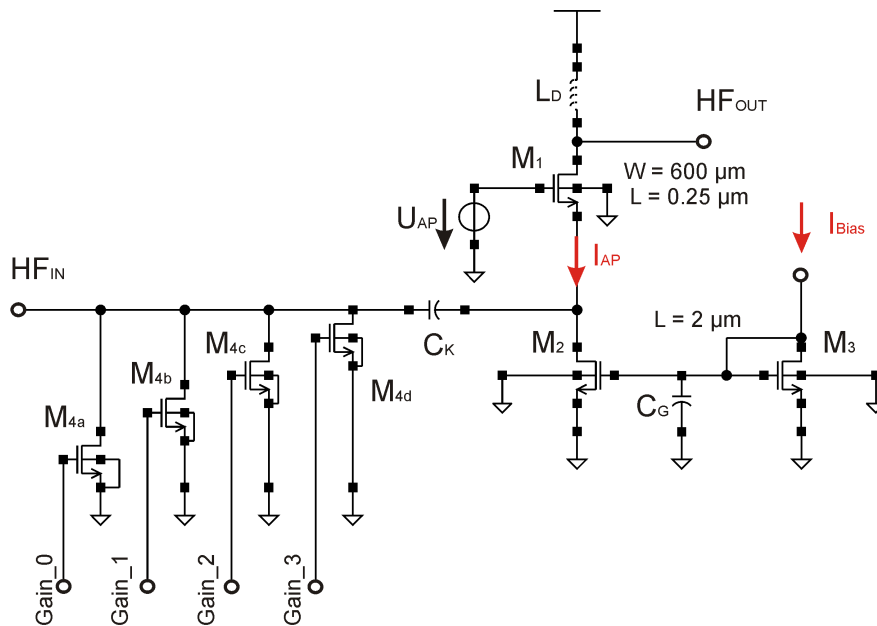 LD
HFOUT
M1
W = 600 µm
L = 0.25 µm
UAP
IBias
IAP
HFIN
L = 2 µm
CK
M2
M3
M4c
M4b
M4d
M4a
CG
Gain_0
Gain_1
Gain_2
Gain_3